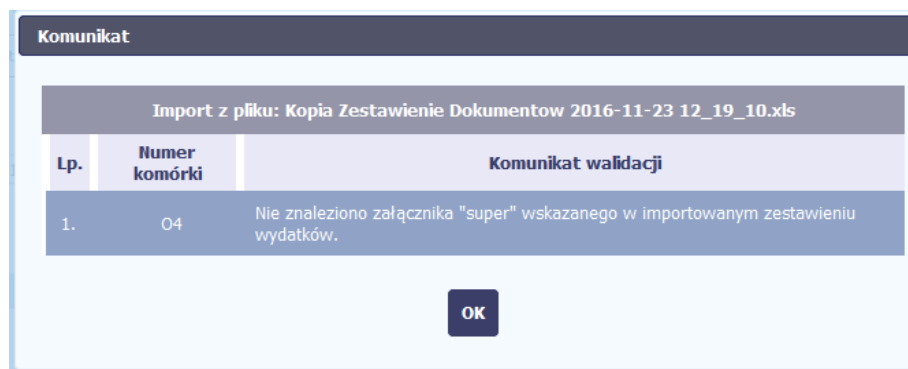 Komunikat
Import z pliku: Kopia Zestawienie Dokumentow 2016-11-23 12_19_10.xls
Lp.
Numer
komórki
Komunikat walidacji
1.
O4
Nie znaleziono załącznika "super" wskazanego w importowanym zestawieniu
wydatków.
OK